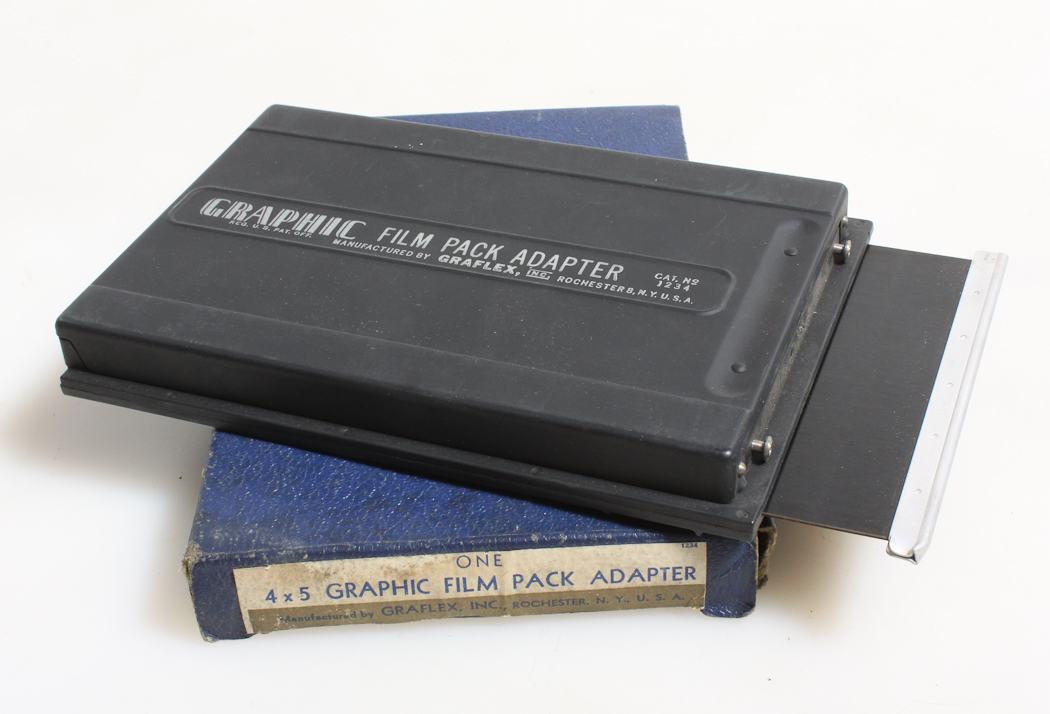 GRAPHIC FILM PACK ADAPTER CAT. Nº
REG. U.S. PAT. OFF. MANUFACTURED BY GRAFLEX, INC. ROCHESTER 8, N.Y. U.S.A. 1234
ONE 1234
4 x 5 GRAPHIC FILM PACK ADAPTER
Manufactured by GRAFLEX, INC., ROCHESTER, N. Y., U. S. A.